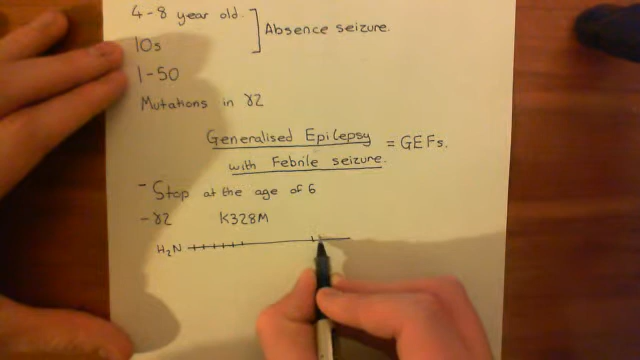 4-8 year old.
10s
Absence seizure.
1-50
Mutations in γ2
Generalised Epilepsy
with Febrile seizure. = GEFs.
- Stop at the age of 6
- γ2 K328M
H₂N